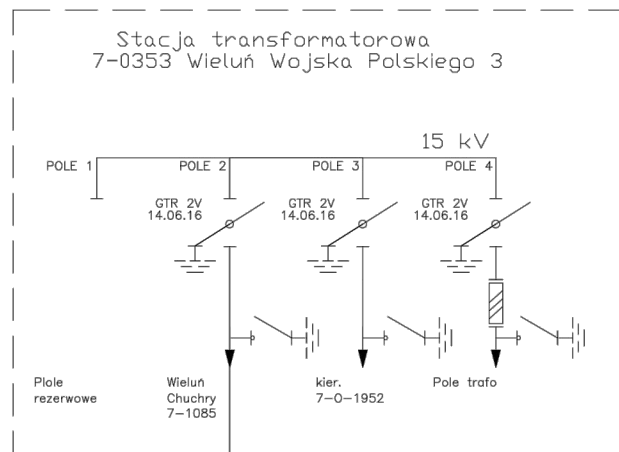 Stacja transformatorowa
7-0353 Wieluń Wojska Polskiego 3
15 kV
POLE 1 POLE 2 POLE 3 POLE 4
GTR 2V GTR 2V GTR 2V
14.06.16 14.06.16 14.06.16
Plole Wieluń kier. Pole trafo
rezerwowe Chuchry 7-O-1952
7-1085